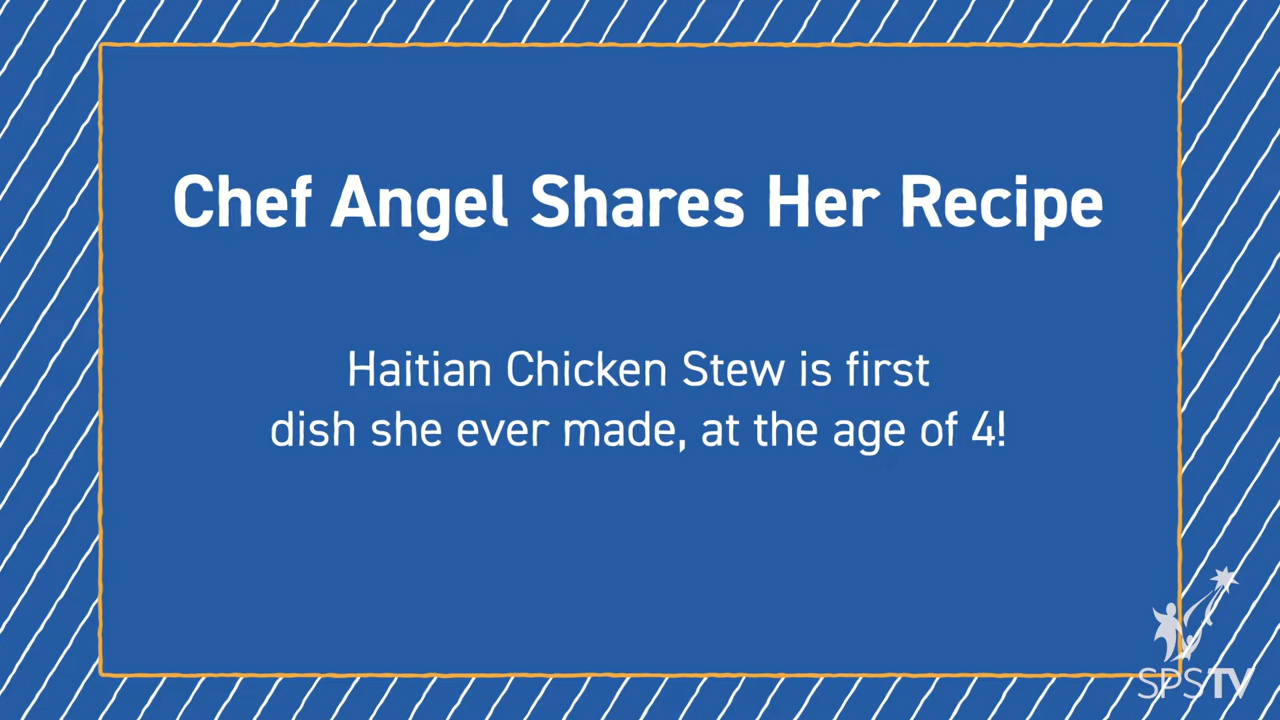 Chef Angel Shares Her Recipe
Haitian Chicken Stew is first
dish she ever made, at the age of 4!
SPSTV